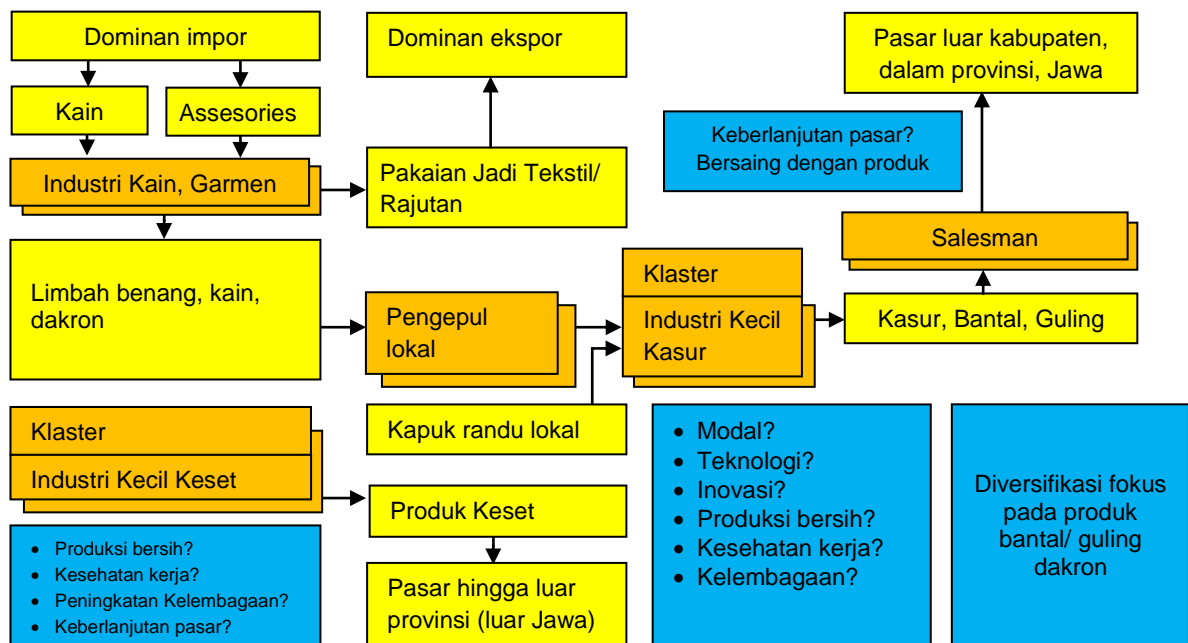 Dominan impor
Dominan ekspor
Pasar luar kabupaten,
dalam provinsi, Jawa
Kain
Assesories
Keberlanjutan pasar?
Bersaing dengan produk
Industri Kain, Garmen
Pakaian Jadi Tekstil/
Rajutan
Salesman
Limbah benang, kain,
dakron
Pengepul
lokal
Klaster
Industri Kecil
Kasur
Kasur, Bantal, Guling
Kapuk randu lokal
Klaster
Industri Kecil Keset
Produk Keset
Pasar hingga luar
provinsi (luar Jawa)
• Produksi bersih?
• Kesehatan kerja?
• Peningkatan Kelembagaan?
• Keberlanjutan pasar?
• Modal?
• Teknologi?
• Inovasi?
• Produksi bersih?
• Kesehatan kerja?
• Kelembagaan?
Diversifikasi fokus
pada produk
bantal/ guling
dakron